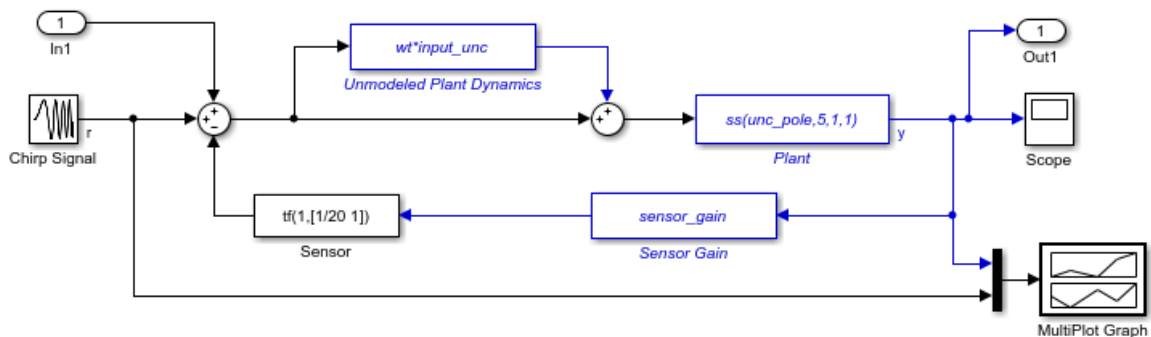 1
In1
wt*input_unc
Unmodeled Plant Dynamics
1
Out1
r
Chirp Signal
+
+
−
+
+
ss(unc_pole,5,1,1)
Plant
y
Scope
tf(1,[1/20 1])
Sensor
sensor_gain
Sensor Gain
MultiPlot Graph